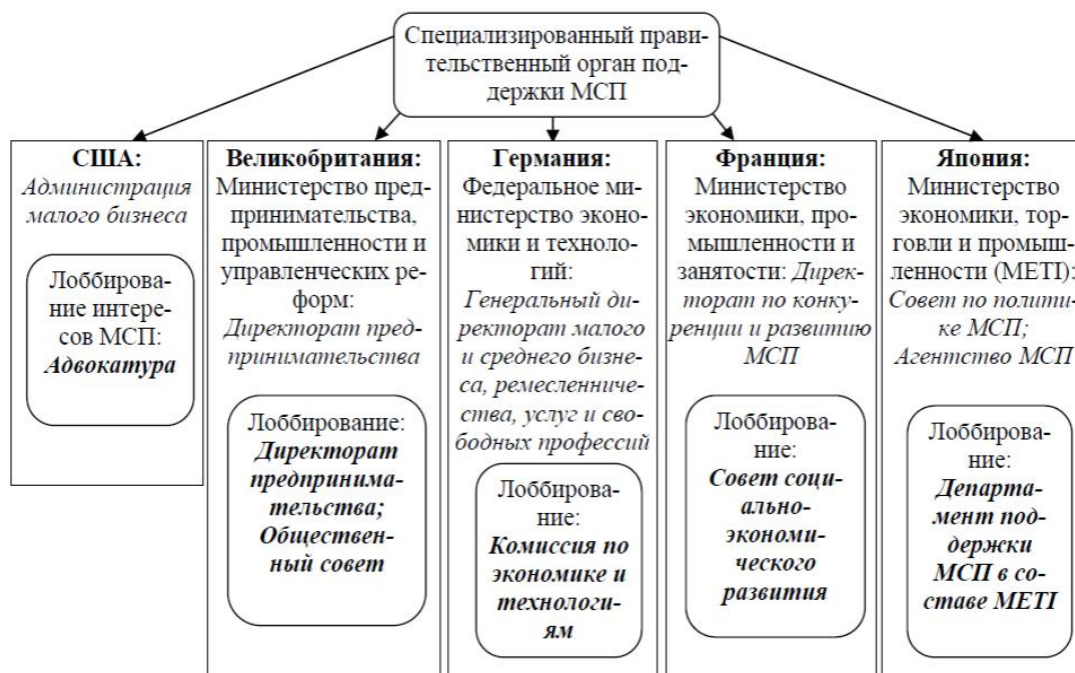 Специализированный прави-
тельственный орган под-
держки МСП
США:
Администрация
малого бизнеса
Лоббирова-
ние интере-
сов МСП:
Адвокатура
Великобритания:
Министерство пред-
принимательства,
промышленности и
управленческих ре-
форм:
Директорат пред-
принимательства
Лоббирование:
Директорат
предпринима-
тельства;
Обществен-
ный совет
Германия:
Федеральное ми-
нистерство эконо-
мики и техноло-
гий:
Генеральный ди-
ректорат малого
и среднего бизне-
са, ремесленниче-
ства, услуг и сво-
бодных профессий
Лоббирова-
ние:
Комиссия по
экономике и
технологи-
ям
Франция:
Министерство
экономики, про-
мышленности и
занятости: Дирек-
торат по конку-
ренции и развитию
МСП
Лоббирова-
ние:
Совет соци-
ально-
экономи-
ческого
развития
Япония:
Министерство
экономики, тор-
говли и промыш-
ленности (METI):
Совет по полити-
ке МСП;
Агентство МСП
Лоббирова-
ние:
Департа-
мент под-
держки
МСП в со-
ставе METI